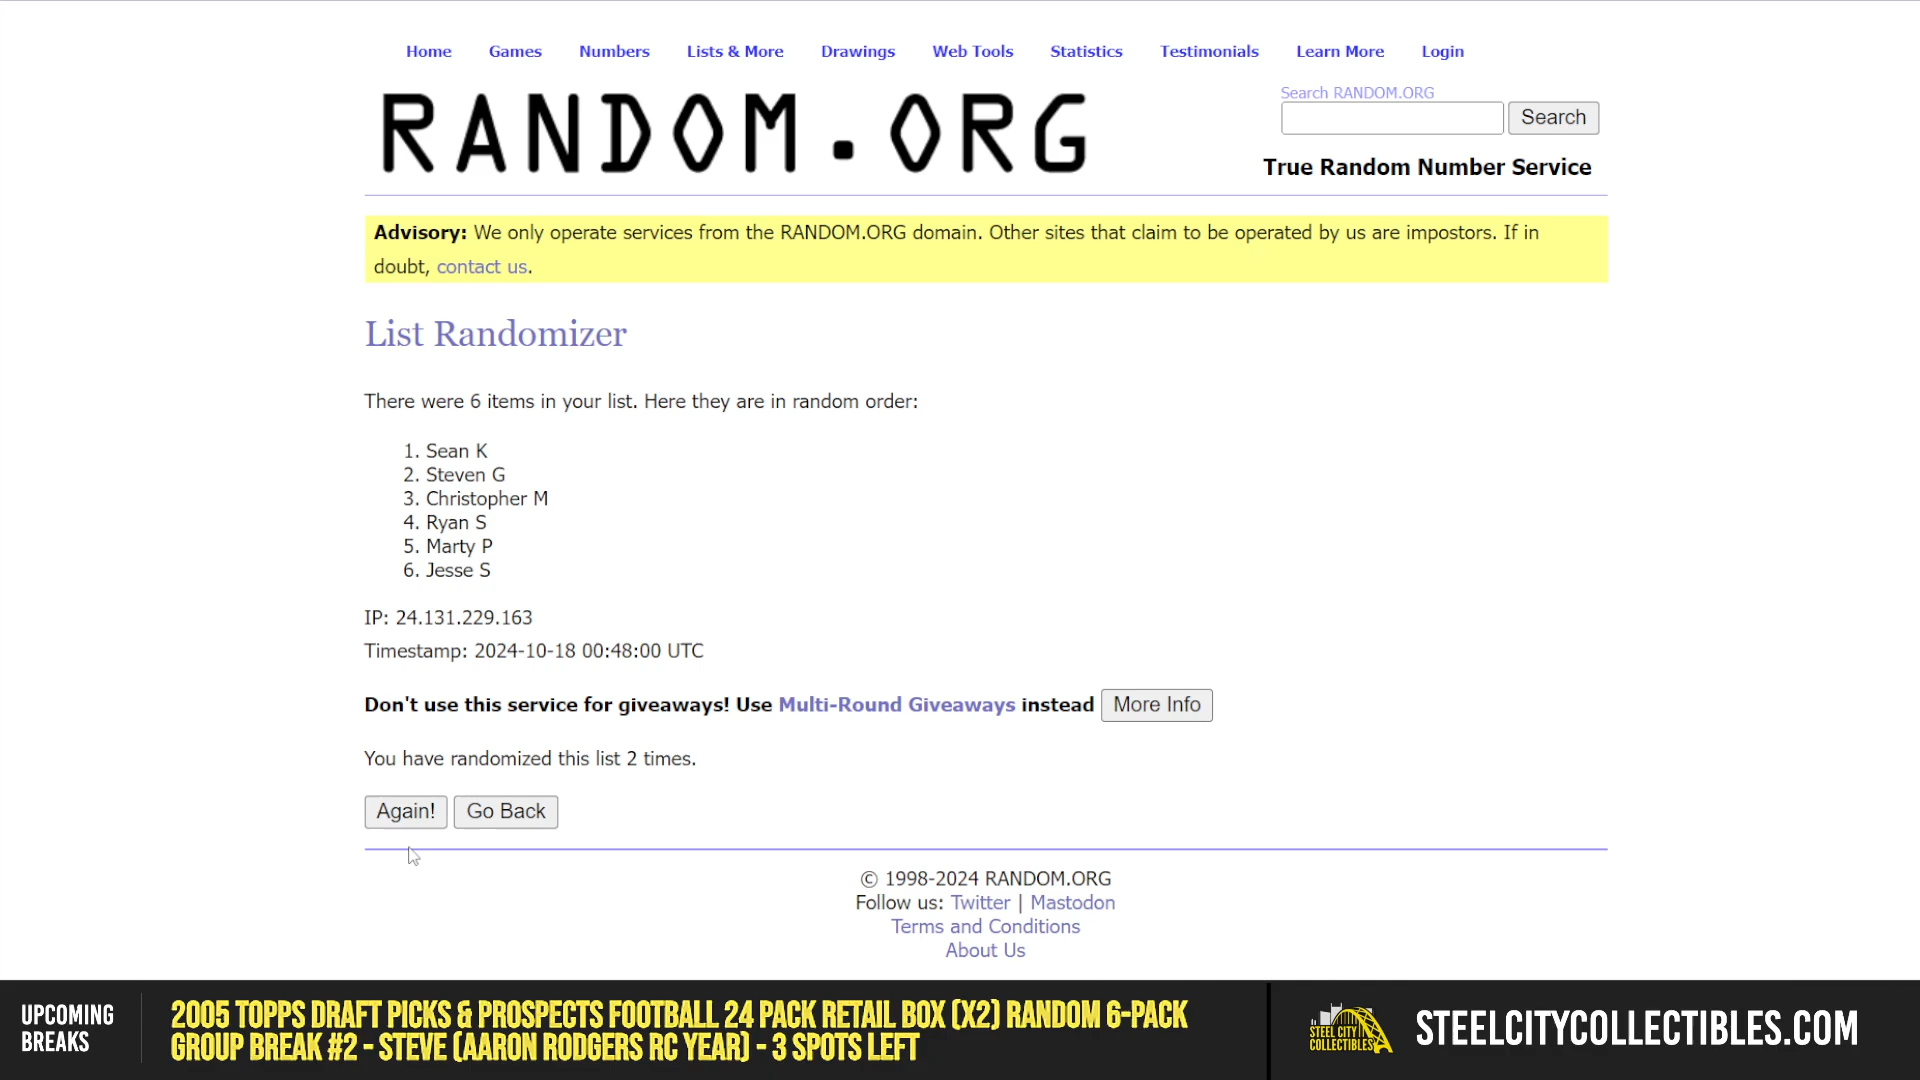 Home Games Numbers Lists & More Drawings Web Tools Statistics Testimonials Learn More Login
RANDOM.ORG
Search RANDOM.ORG
Search
True Random Number Service
Advisory: We only operate services from the RANDOM.ORG domain. Other sites that claim to be operated by us are impostors. If in
doubt, contact us.
List Randomizer
There were 6 items in your list. Here they are in random order:
1. Sean K
2. Steven G
3. Christopher M
4. Ryan S
5. Marty P
6. Jesse S
IP: 24.131.229.163
Timestamp: 2024-10-18 00:48:00 UTC
Don't use this service for giveaways! Use Multi-Round Giveaways instead More Info
You have randomized this list 2 times.
Again! Go Back
© 1998-2024 RANDOM.ORG
Follow us: Twitter | Mastodon
Terms and Conditions
About Us
UPCOMING
BREAKS
2005 TOPPS DRAFT PICKS & PROSPECTS FOOTBALL 24 PACK RETAIL BOX (X2) RANDOM 6-PACK
GROUP BREAK #2 - STEVE (AARON RODGERS RC YEAR) - 3 SPOTS LEFT
STEEL CITY
COLLECTIBLES
STEELCITYCOLLECTIBLES.COM